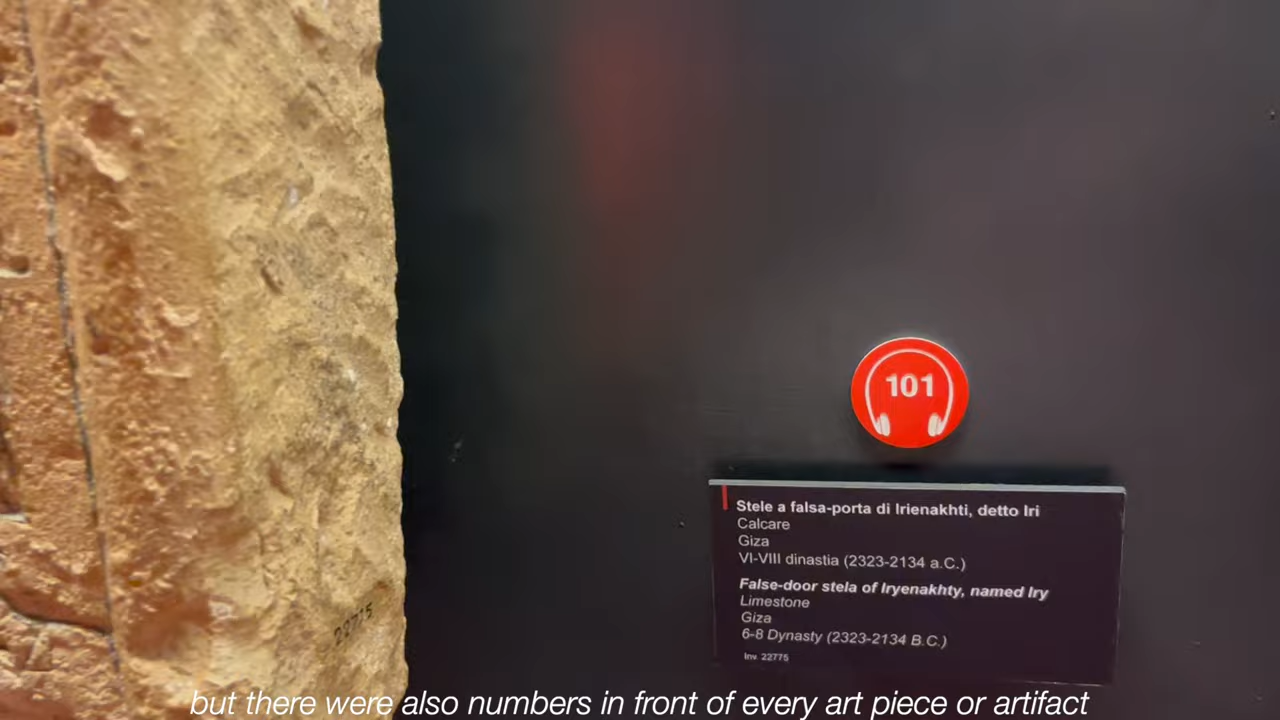 101
Stele a falsa-porta di Irienakhti, detto Iri
Calcare
Giza
VI-VIII dinastia (2323-2134 a.C.)
False-door stela of Iryenakhty, named Iry
Limestone
Giza
6-8 Dynasty (2323-2134 B.C.)
Inv. 22775
but there were also numbers in front of every art piece or artifact